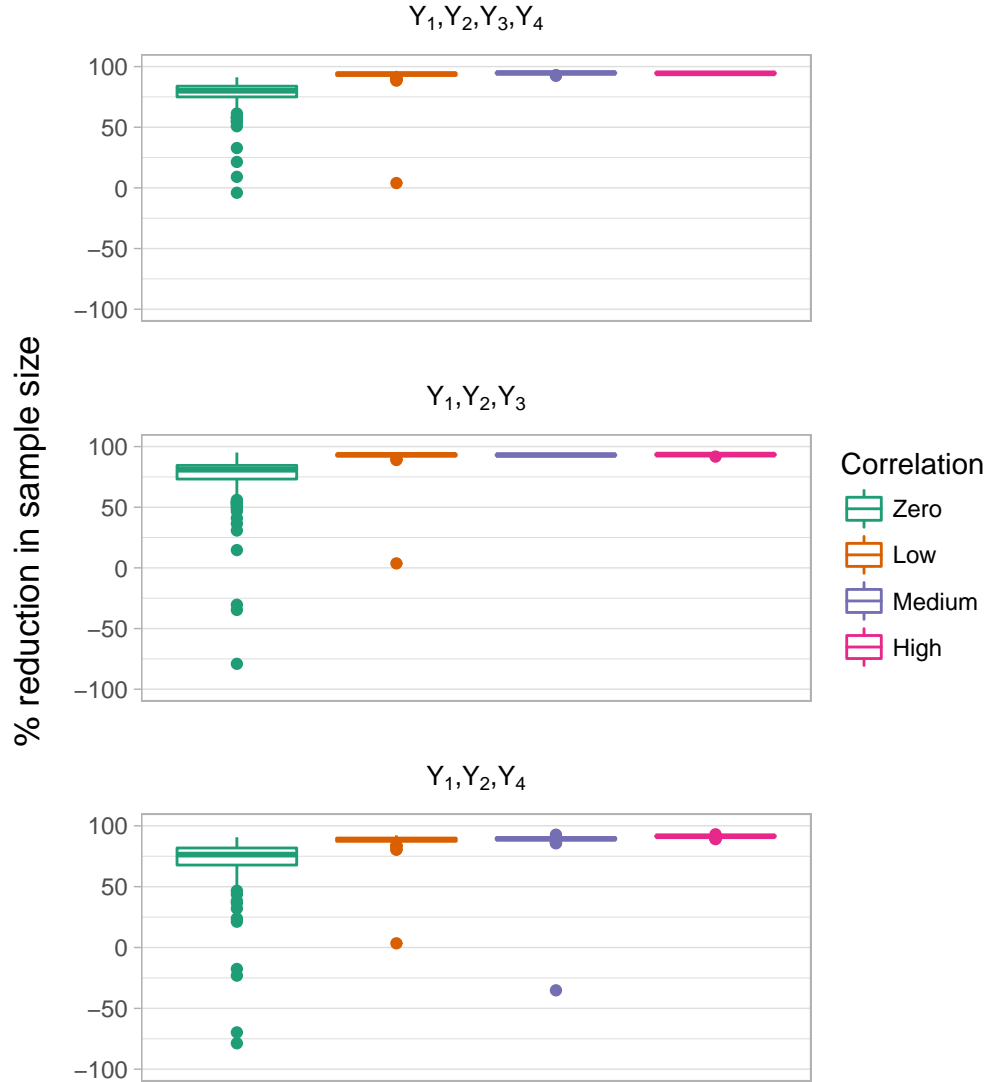 Y₁,Y₂,Y₃,Y₄
100
50
0
−50
−100
% reduction in sample size
Y₁,Y₂,Y₃
100
50
0
−50
−100
Correlation
Zero
Low
Medium
High
Y₁,Y₂,Y₄
100
50
0
−50
−100